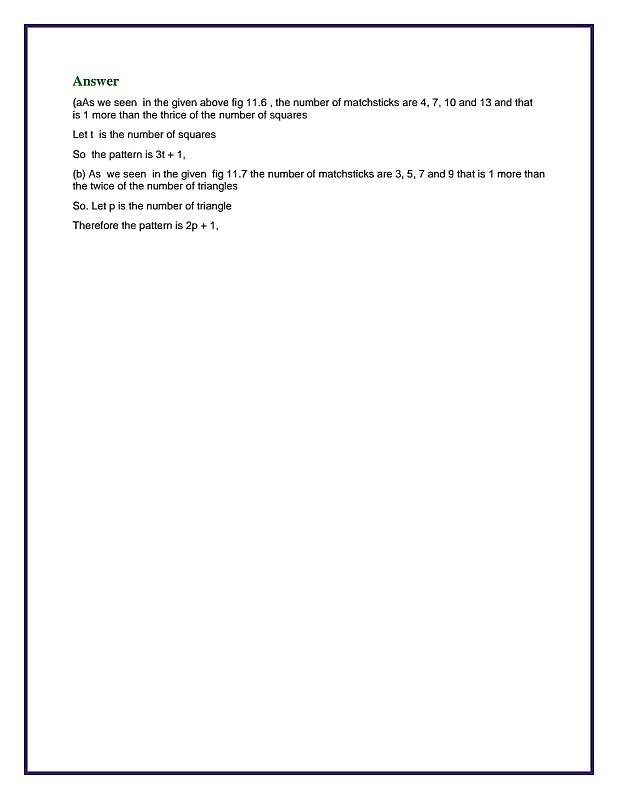 Answer
(aAs we seen in the given above fig 11.6 , the number of matchsticks are 4, 7, 10 and 13 and that
is 1 more than the thrice of the number of squares
Let t is the number of squares
So the pattern is 3t + 1,
(b) As we seen in the given fig 11.7 the number of matchsticks are 3, 5, 7 and 9 that is 1 more than
the twice of the number of triangles
So. Let p is the number of triangle
Therefore the pattern is 2p + 1,